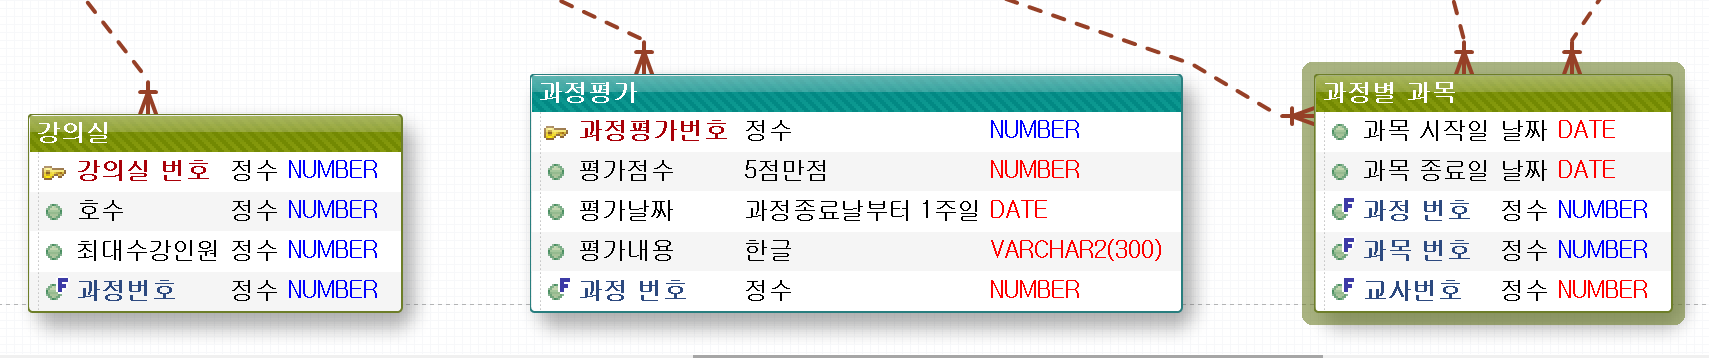 강의실
강의실 번호 정수 NUMBER
호수 정수 NUMBER
최대수강인원 정수 NUMBER
F 과정번호 정수 NUMBER
과정평가
과정평가번호 정수 NUMBER
평가점수 5점만점 NUMBER
평가날짜 과정종료날부터 1주일 DATE
평가내용 한글 VARCHAR2(300)
F 과정 번호 정수 NUMBER
과정별 과목
과목 시작일 날짜 DATE
과목 종료일 날짜 DATE
F 과정 번호 정수 NUMBER
F 과목 번호 정수 NUMBER
F 교사번호 정수 NUMBER